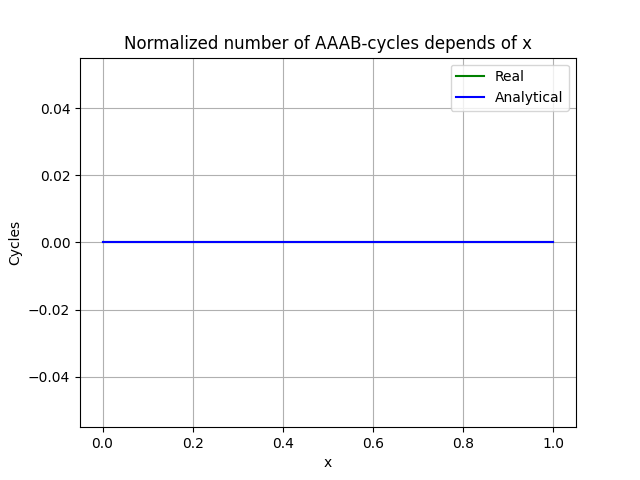 Normalized number of AAAB-cycles depends of x
Real
Analytical
0.04
0.02
0.00
−0.02
−0.04
Cycles
0.0 0.2 0.4 0.6 0.8 1.0
x